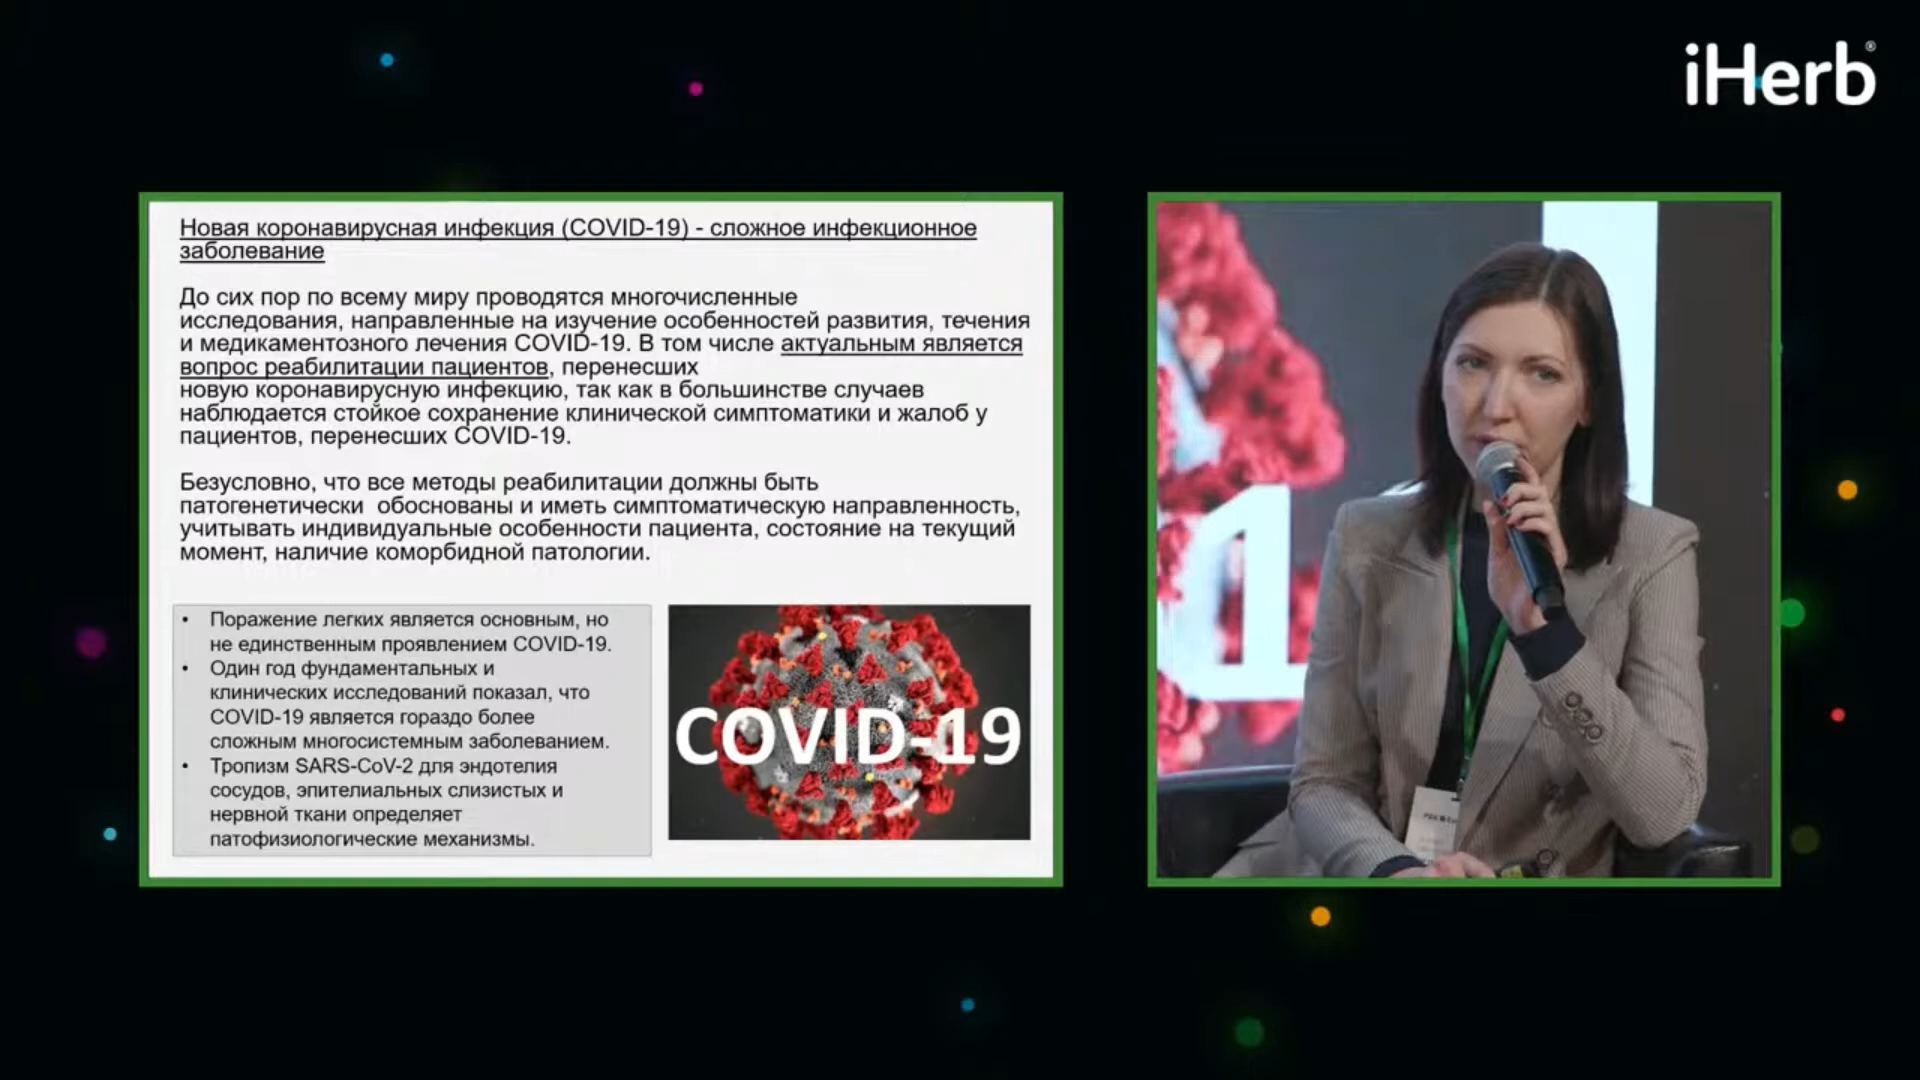 iHerb®
Новая коронавирусная инфекция (COVID-19) - сложное инфекционное
заболевание
До сих пор по всему миру проводятся многочисленные
исследования, направленные на изучение особенностей развития, течения
и медикаментозного лечения COVID-19. В том числе актуальным является
вопрос реабилитации пациентов, перенесших
новую коронавирусную инфекцию, так как в большинстве случаев
наблюдается стойкое сохранение клинической симптоматики и жалоб у
пациентов, перенесших COVID-19.
Безусловно, что все методы реабилитации должны быть
патогенетически обоснованы и иметь симптоматическую направленность,
учитывать индивидуальные особенности пациента, состояние на текущий
момент, наличие коморбидной патологии.
• Поражение легких является основным, но
не единственным проявлением COVID-19.
• Один год фундаментальных и
клинических исследований показал, что
COVID-19 является гораздо более
сложным многосистемным заболеванием.
• Тропизм SARS-CoV-2 для эндотелия
сосудов, эпителиальных слизистых и
нервной ткани определяет
патофизиологические механизмы.
COVID-19
1